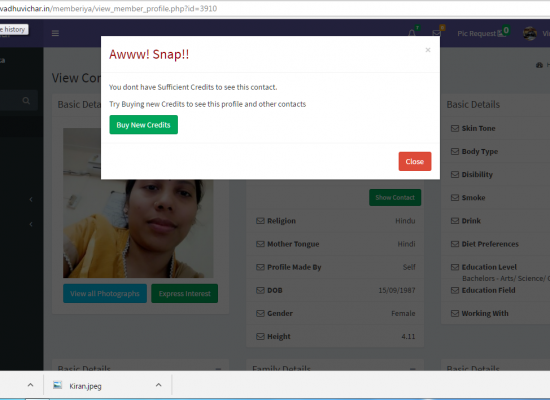 vadhuvichar.in/memberiya/view_member_profile.php?id=3910
e history
Pic Request
0
Awww! Snap!!
×
You dont have Sufficient Credits to see this contact.
Try Buying new Credits to see this profile and other contacts
Buy New Credits
Close
View Con
Basic Details
Basic Details
Skin Tone
Body Type
Disibility
Show Contact
Smoke
Religion Hindu
Drink
Mother Tongue Hindi
Diet Preferences
Profile Made By Self
Education Level
Bachelors - Arts/ Science/
View all Photographs
Express Interest
DOB 15/09/1987
Education Field
Gender Female
Working With
Height 4.11
Basic Details
Family Details
Basic Details
Kiran.jpeg